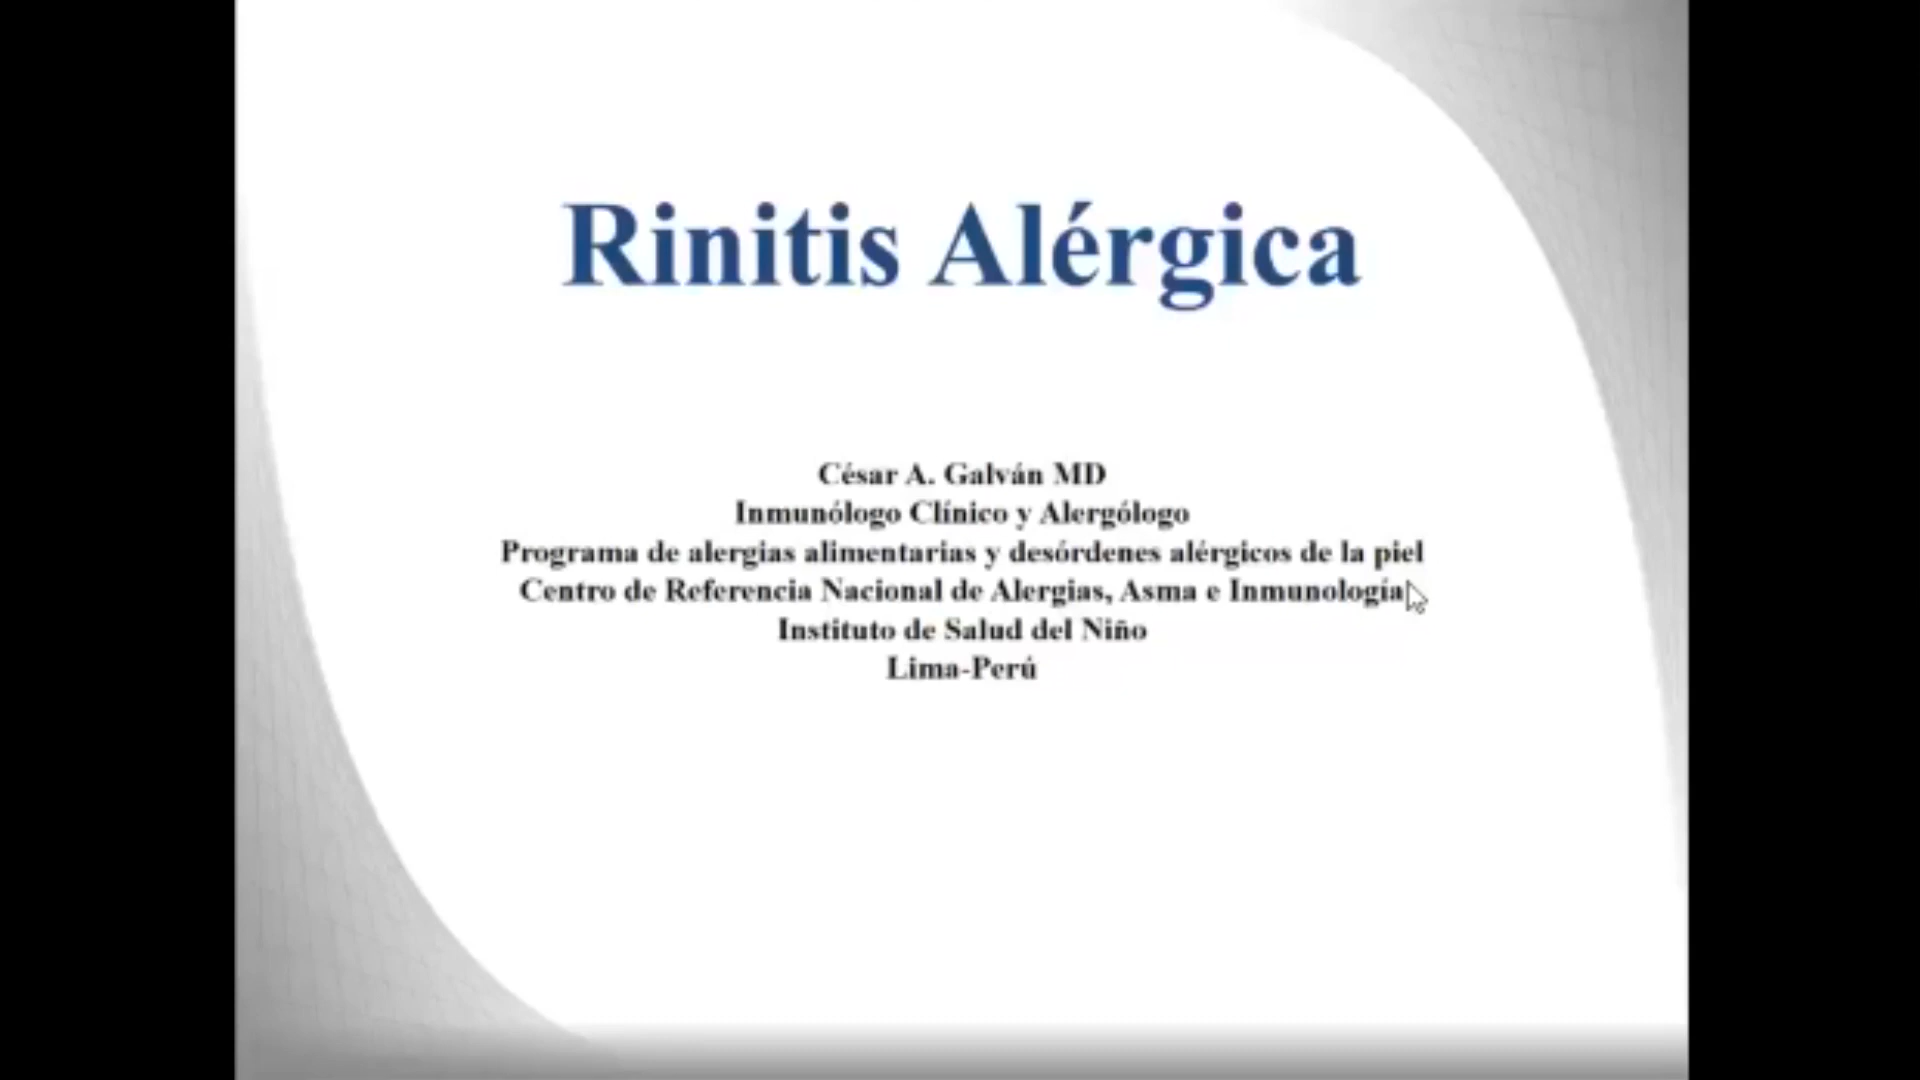 Rinitis Alérgica
César A. Galván MD
Inmunólogo Clínico y Alergólogo
Programa de alergias alimentarias y desórdenes alérgicos de la piel
Centro de Referencia Nacional de Alergias, Asma e Inmunología
Instituto de Salud del Niño
Lima-Perú